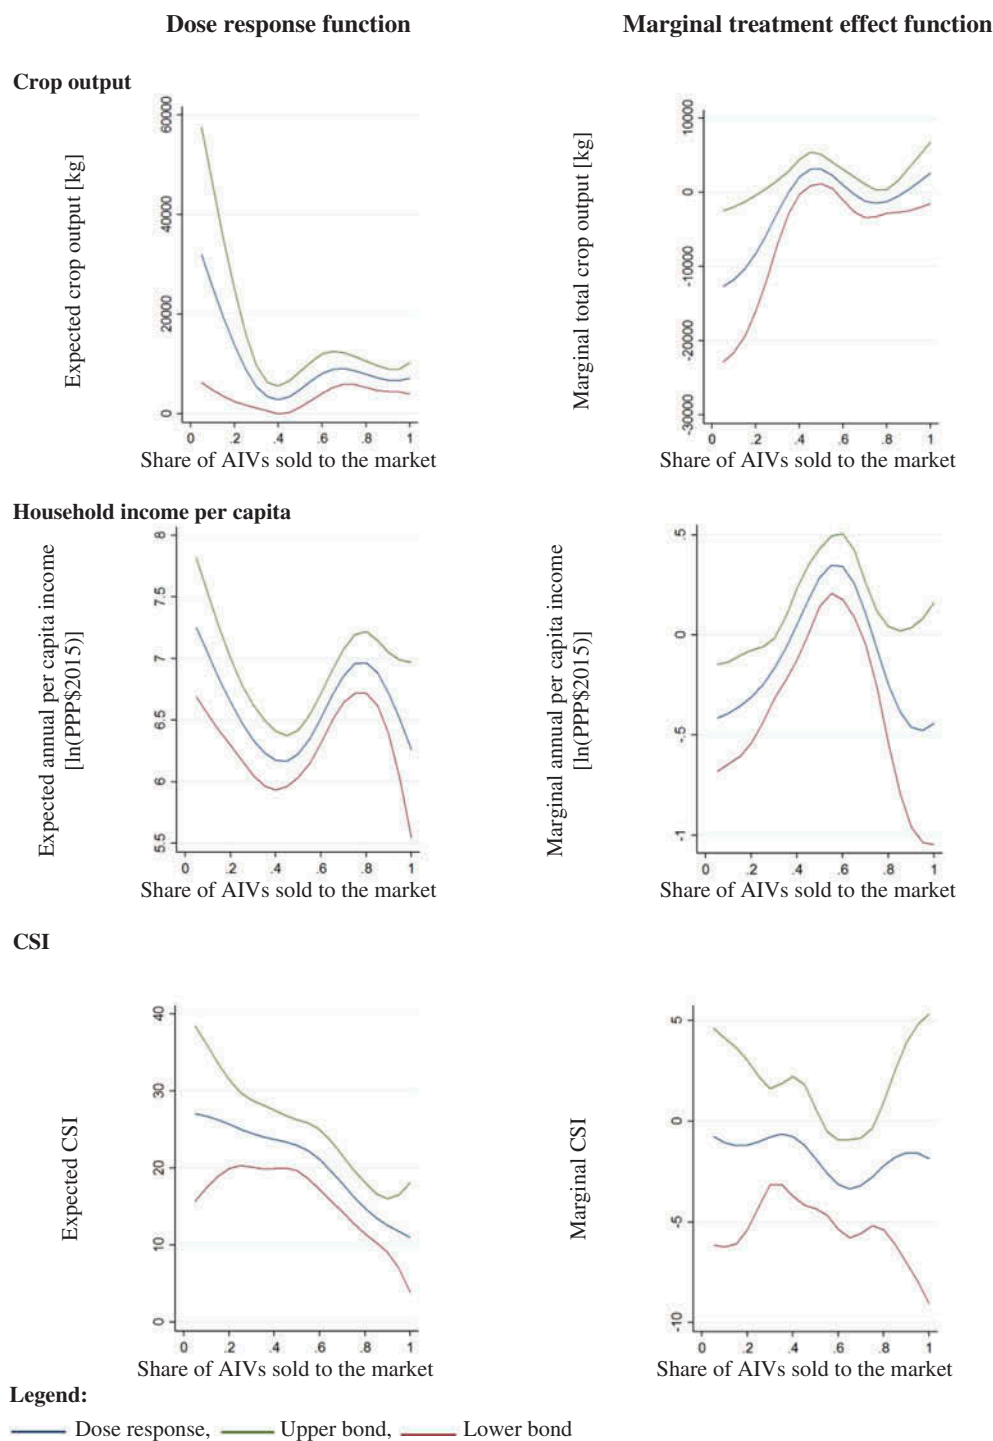 Dose response function
Marginal treatment effect function
Crop output
Expected crop output [kg]
60000
40000
20000
0
0 .2 .4 .6 .8 1
Share of AIVs sold to the market
Marginal total crop output [kg]
10000
0
-10000
-20000
-30000
0 .2 .4 .6 .8 1
Share of AIVs sold to the market
Household income per capita
Expected annual per capita income
[ln(PPP$2015)]
8
7.5
7
6.5
6
5.5
0 .2 .4 .6 .8 1
Share of AIVs sold to the market
Marginal annual per capita income
[ln(PPP$2015)]
.5
0
-.5
-1
0 .2 .4 .6 .8 1
Share of AIVs sold to the market
CSI
Expected CSI
40
30
20
10
0
0 .2 .4 .6 .8 1
Share of AIVs sold to the market
Marginal CSI
5
0
-5
-10
0 .2 .4 .6 .8 1
Share of AIVs sold to the market
Legend:
Dose response, Upper bond, Lower bond